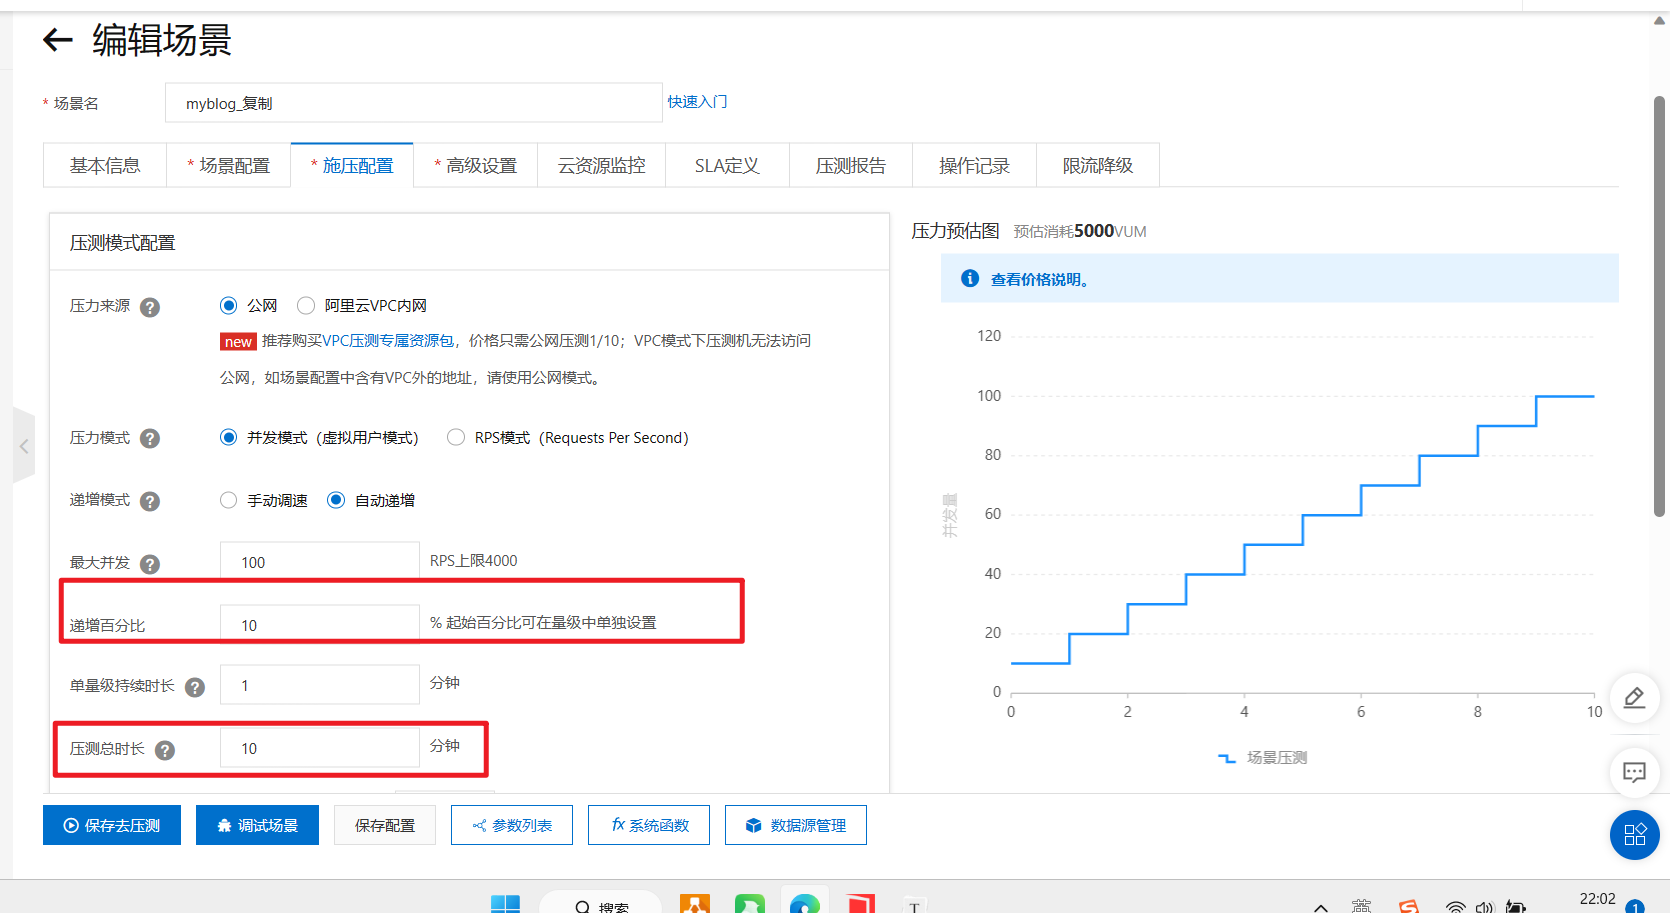 编辑场景
* 场景名
myblog_复制
快速入门
基本信息
* 场景配置
* 施压配置
* 高级设置
云资源监控
SLA定义
压测报告
操作记录
限流降级
压测模式配置
压力来源 ?
公网
阿里云VPC内网
new 推荐购买VPC压测专属资源包，价格只需公网压测1/10；VPC模式下压测机无法访问
公网，如场景配置中含有VPC外的地址，请使用公网模式。
压力模式 ?
并发模式（虚拟用户模式）
RPS模式（Requests Per Second）
递增模式 ?
手动调速
自动递增
最大并发 ?
100
RPS上限4000
递增百分比
10
% 起始百分比可在量级中单独设置
单量级持续时长 ?
1
分钟
压测总时长 ?
10
分钟
压力预估图 预估消耗5000VUM
查看价格说明。
120
100
80
60
40
20
0
并发量
0 2 4 6 8 10
场景压测
保存去压测
调试场景
保存配置
参数列表
fx 系统函数
数据源管理
搜索
T
英
22:02
1